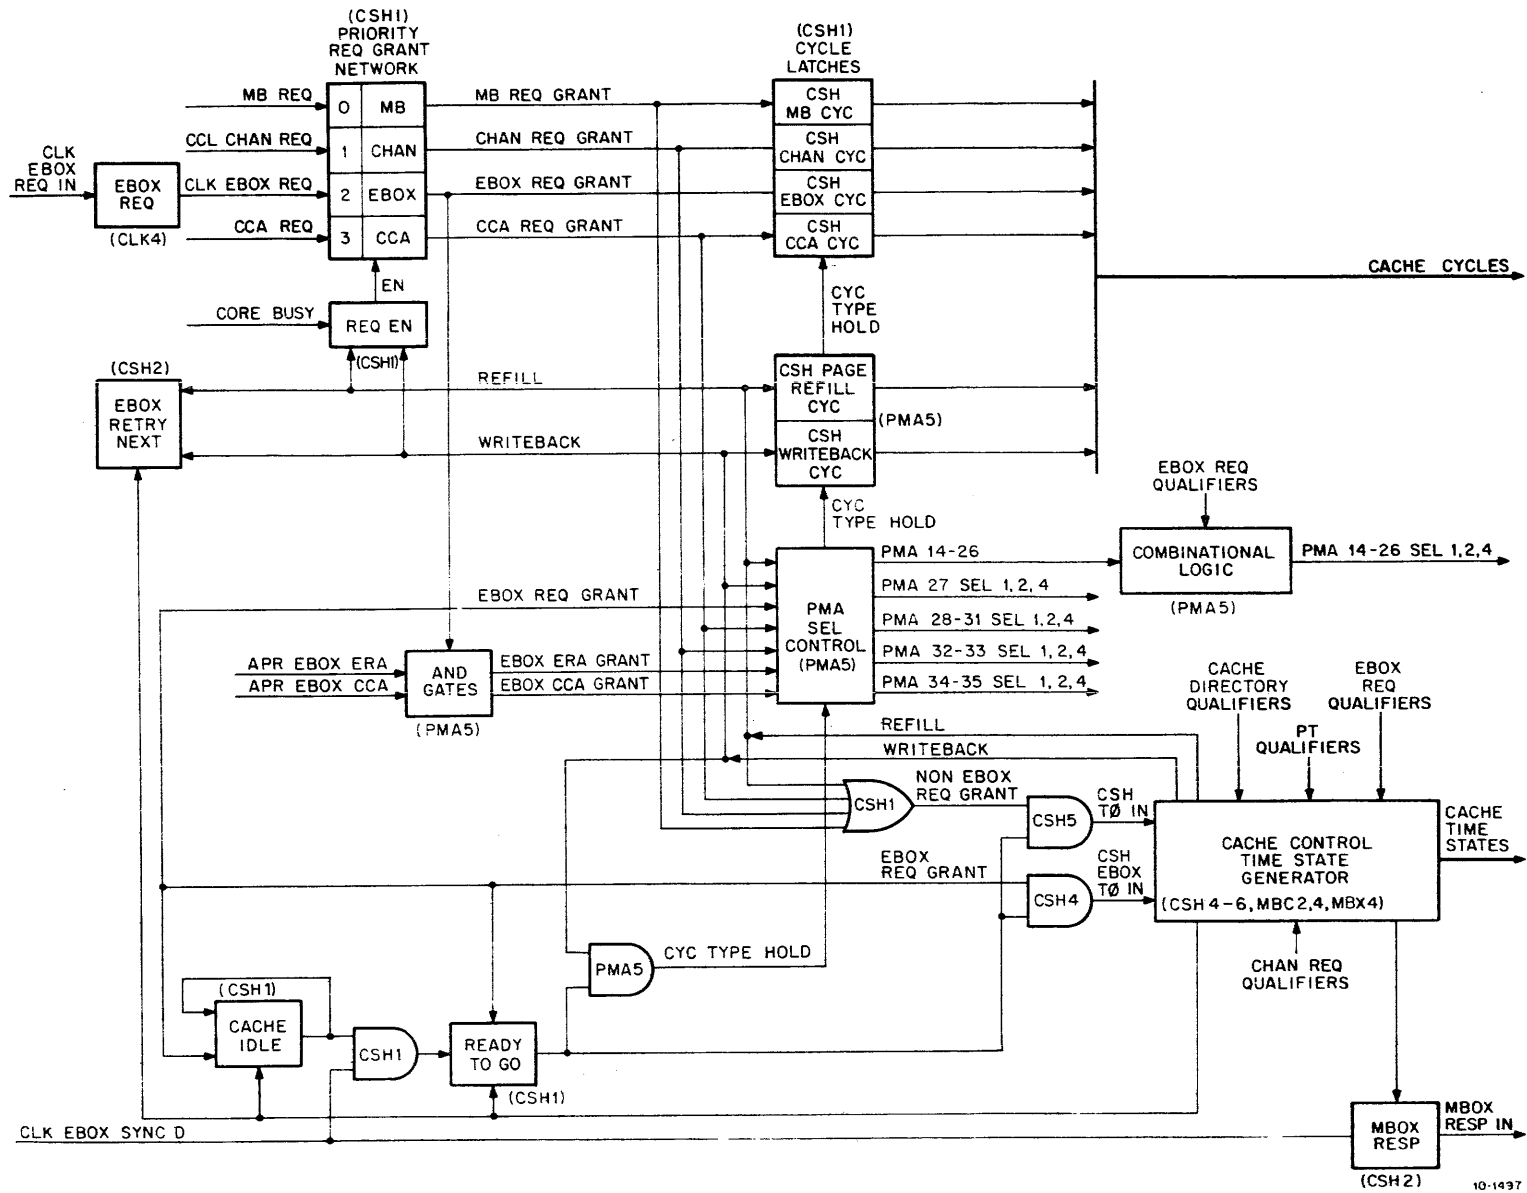 (CSH1)
PRIORITY
REQ GRANT
NETWORK
(CSH1)
CYCLE
LATCHES
MB REQ
0
MB
MB REQ GRANT
CSH
MB CYC
CCL CHAN REQ
1
CHAN
CHAN REQ GRANT
CSH
CHAN CYC
CLK
EBOX
REQ IN
EBOX
REQ
(CLK4)
CLK EBOX REQ
2
EBOX
EBOX REQ GRANT
CSH
EBOX CYC
CCA REQ
3
CCA
CCA REQ GRANT
CSH
CCA CYC
CACHE CYCLES
EN
CYC
TYPE
HOLD
CORE BUSY
REQ EN
(CSH1)
(CSH2)
EBOX
RETRY
NEXT
REFILL
CSH PAGE
REFILL
CYC
(PMA5)
WRITEBACK
CSH
WRITEBACK
CYC
CYC
TYPE HOLD
EBOX REQ
QUALIFIERS
PMA 14-26
COMBINATIONAL
LOGIC
(PMA5)
PMA 14-26 SEL 1,2,4
PMA 27 SEL 1,2,4
PMA 28-31 SEL 1,2,4
PMA 32-33 SEL 1,2,4
PMA 34-35 SEL 1,2,4
EBOX REQ GRANT
PMA
SEL
CONTROL
(PMA5)
APR EBOX ERA
APR EBOX CCA
AND
GATES
(PMA5)
EBOX ERA GRANT
EBOX CCA GRANT
REFILL
WRITEBACK
CACHE
DIRECTORY
QUALIFIERS
PT
QUALIFIERS
EBOX
REQ
QUALIFIERS
CSH1
NON EBOX
REQ GRANT
CSH5
CSH
TØ IN
EBOX
REQ GRANT
CSH4
CSH
EBOX
TØ IN
CACHE CONTROL
TIME STATE
GENERATOR
(CSH4-6, MBC2,4, MBX4)
CACHE
TIME
STATES
CHAN REQ
QUALIFIERS
PMA5
CYC TYPE HOLD
(CSH1)
CACHE
IDLE
CSH1
READY
TO GO
(CSH1)
CLK EBOX SYNC D
MBOX
RESP
(CSH2)
MBOX
RESP IN
10-1497